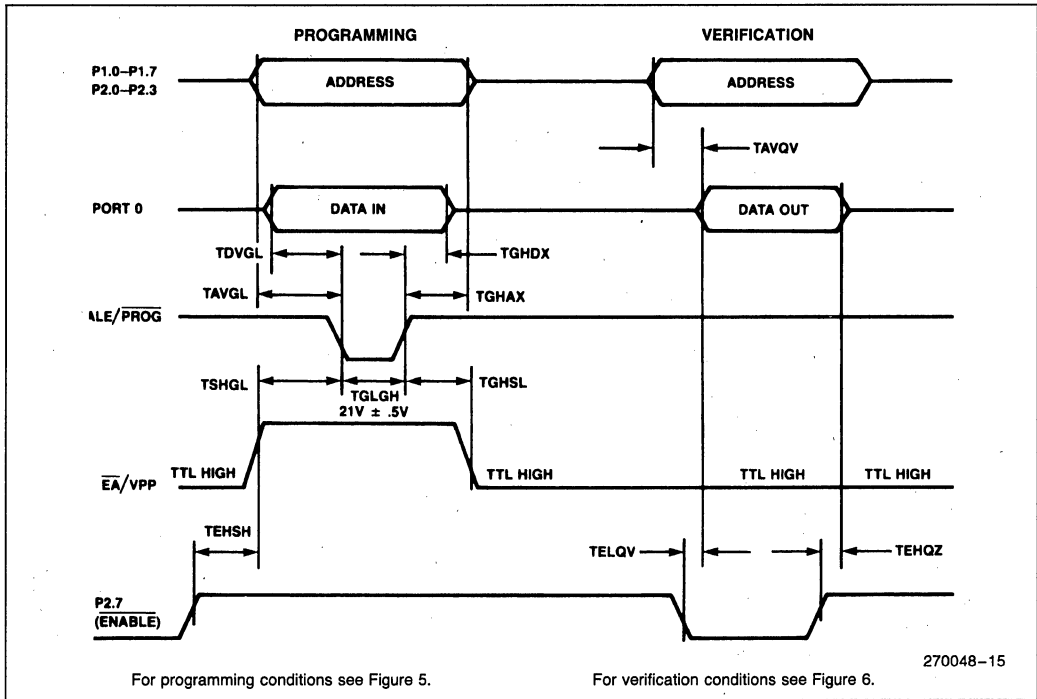 PROGRAMMING VERIFICATION
P1.0–P1.7
P2.0–P2.3
ADDRESS ADDRESS
TAVQV
PORT 0 DATA IN DATA OUT
TDVGL TGHDX
TAVGL TGHAX
ALE/PROG
TSHGL TGLGH TGHSL
21V ± .5V
EA/VPP TTL HIGH TTL HIGH TTL HIGH TTL HIGH
TEHSH TELQV TEHQZ
P2.7
(ENABLE)
270048–15
For programming conditions see Figure 5. For verification conditions see Figure 6.